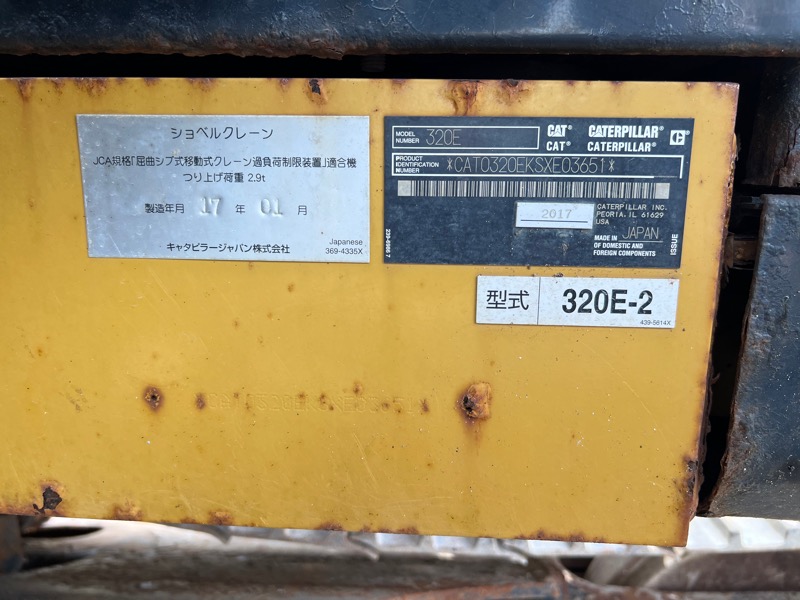 ショベルクレーン
JCA規格「屈曲ジブ式移動式クレーン過負荷制限装置」適合機
つり上げ荷重 2.9t
製造年月 17 年 01 月
キャタピラージャパン株式会社
Japanese
369-4335X
MODEL NUMBER 320E
CAT® CATERPILLAR®
CAT® CATERPILLAR®
PRODUCT IDENTIFICATION NUMBER *CAT0320EKSXE03651*
2017
CATERPILLAR INC.
PEORIA, IL 61629
USA
MADE IN JAPAN
OF DOMESTIC AND
FOREIGN COMPONENTS
ISSUE
型式 320E-2
439-5614X